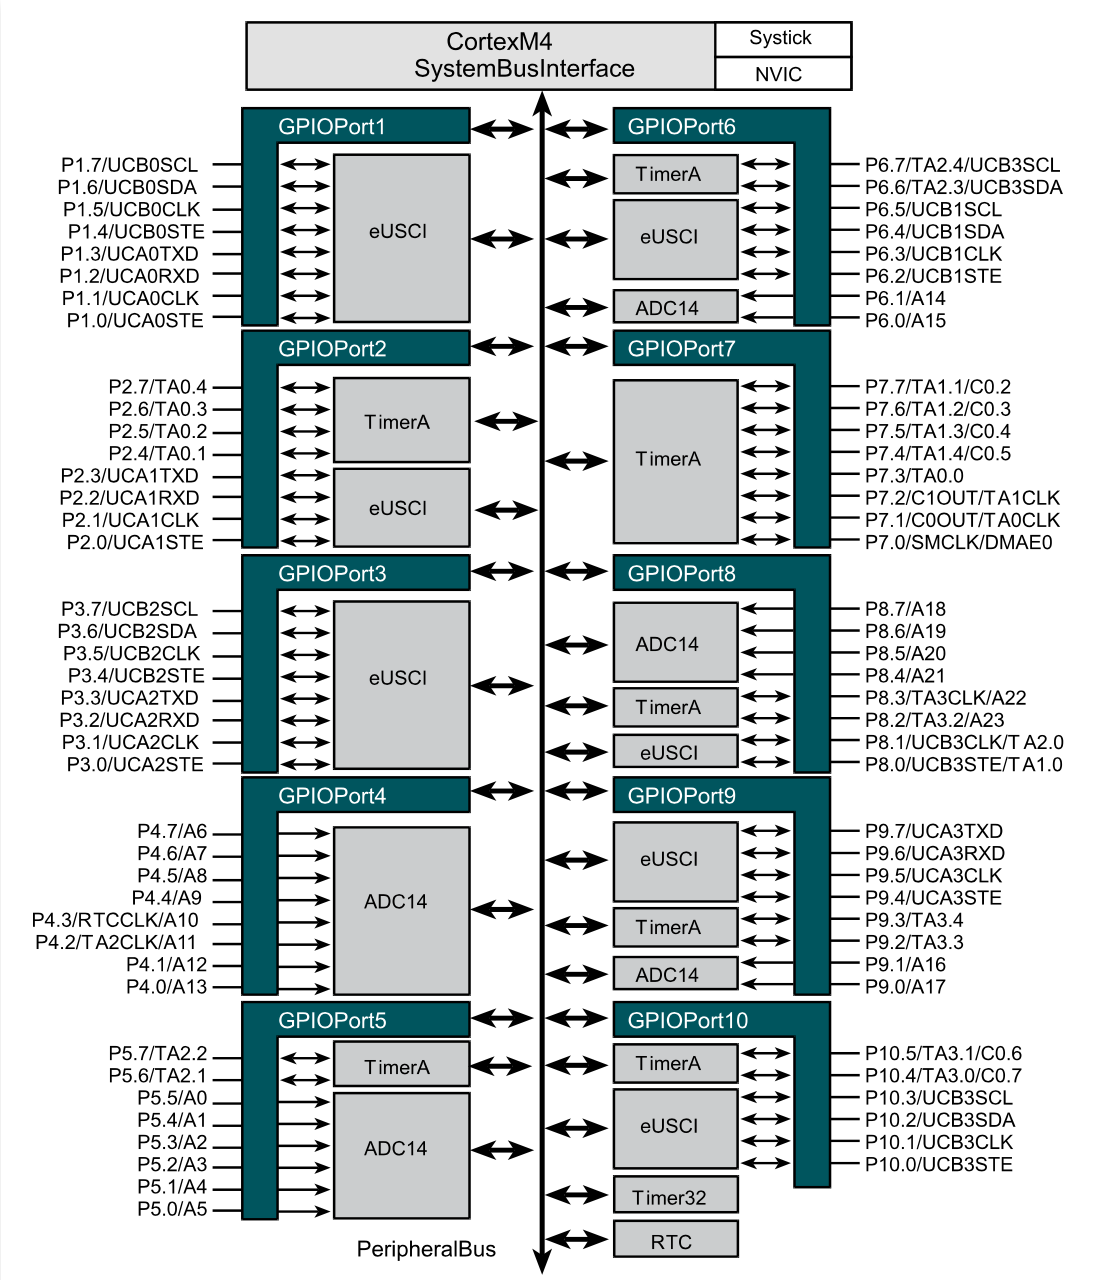 CortexM4
SystemBusInterface
Systick
NVIC
GPIOPort1
P1.7/UCB0SCL
P1.6/UCB0SDA
P1.5/UCB0CLK
P1.4/UCB0STE
P1.3/UCA0TXD
P1.2/UCA0RXD
P1.1/UCA0CLK
P1.0/UCA0STE
eUSCI
GPIOPort2
P2.7/TA0.4
P2.6/TA0.3
P2.5/TA0.2
P2.4/TA0.1
P2.3/UCA1TXD
P2.2/UCA1RXD
P2.1/UCA1CLK
P2.0/UCA1STE
TimerA
eUSCI
GPIOPort3
P3.7/UCB2SCL
P3.6/UCB2SDA
P3.5/UCB2CLK
P3.4/UCB2STE
P3.3/UCA2TXD
P3.2/UCA2RXD
P3.1/UCA2CLK
P3.0/UCA2STE
eUSCI
GPIOPort4
P4.7/A6
P4.6/A7
P4.5/A8
P4.4/A9
P4.3/RTCCLK/A10
P4.2/TA2CLK/A11
P4.1/A12
P4.0/A13
ADC14
GPIOPort5
P5.7/TA2.2
P5.6/TA2.1
P5.5/A0
P5.4/A1
P5.3/A2
P5.2/A3
P5.1/A4
P5.0/A5
TimerA
ADC14
PeripheralBus
GPIOPort6
TimerA
eUSCI
ADC14
P6.7/TA2.4/UCB3SCL
P6.6/TA2.3/UCB3SDA
P6.5/UCB1SCL
P6.4/UCB1SDA
P6.3/UCB1CLK
P6.2/UCB1STE
P6.1/A14
P6.0/A15
GPIOPort7
TimerA
P7.7/TA1.1/C0.2
P7.6/TA1.2/C0.3
P7.5/TA1.3/C0.4
P7.4/TA1.4/C0.5
P7.3/TA0.0
P7.2/C1OUT/TA1CLK
P7.1/C0OUT/TA0CLK
P7.0/SMCLK/DMAE0
GPIOPort8
ADC14
TimerA
eUSCI
P8.7/A18
P8.6/A19
P8.5/A20
P8.4/A21
P8.3/TA3CLK/A22
P8.2/TA3.2/A23
P8.1/UCB3CLK/TA2.0
P8.0/UCB3STE/TA1.0
GPIOPort9
eUSCI
TimerA
ADC14
P9.7/UCA3TXD
P9.6/UCA3RXD
P9.5/UCA3CLK
P9.4/UCA3STE
P9.3/TA3.4
P9.2/TA3.3
P9.1/A16
P9.0/A17
GPIOPort10
TimerA
eUSCI
P10.5/TA3.1/C0.6
P10.4/TA3.0/C0.7
P10.3/UCB3SCL
P10.2/UCB3SDA
P10.1/UCB3CLK
P10.0/UCB3STE
Timer32
RTC